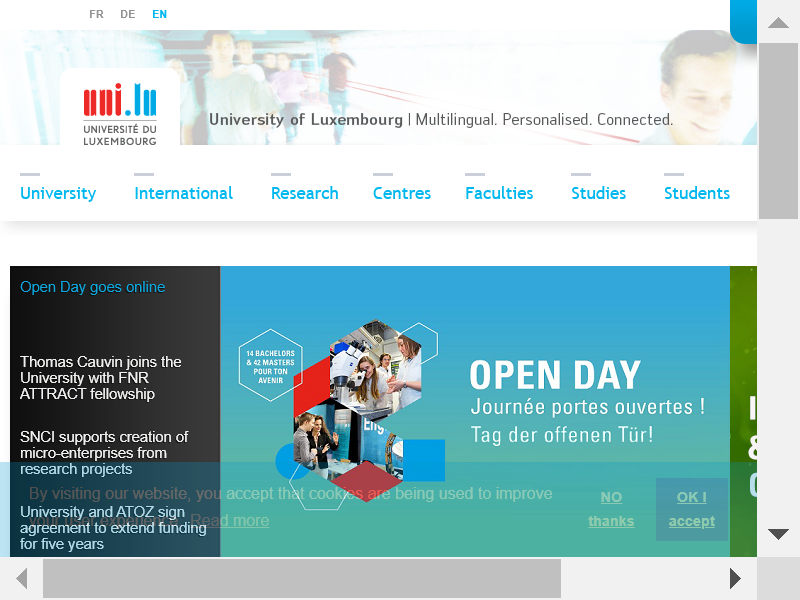 FR DE EN
uni.lu
UNIVERSITÉ DU
LUXEMBOURG
University of Luxembourg | Multilingual. Personalised. Connected.
University International Research Centres Faculties Studies Students
Open Day goes online
Thomas Cauvin joins the
University with FNR
ATTRACT fellowship
SNCI supports creation of
micro-enterprises from
research projects
University and ATOZ sign
agreement to extend funding
for five years
14 BACHELORS
& 42 MASTERS
POUR TON
AVENIR
OPEN DAY
Journée portes ouvertes !
Tag der offenen Tür!
By visiting our website, you accept that cookies are being used to improve
your user experience. Read more
NO
thanks
OK I
accept